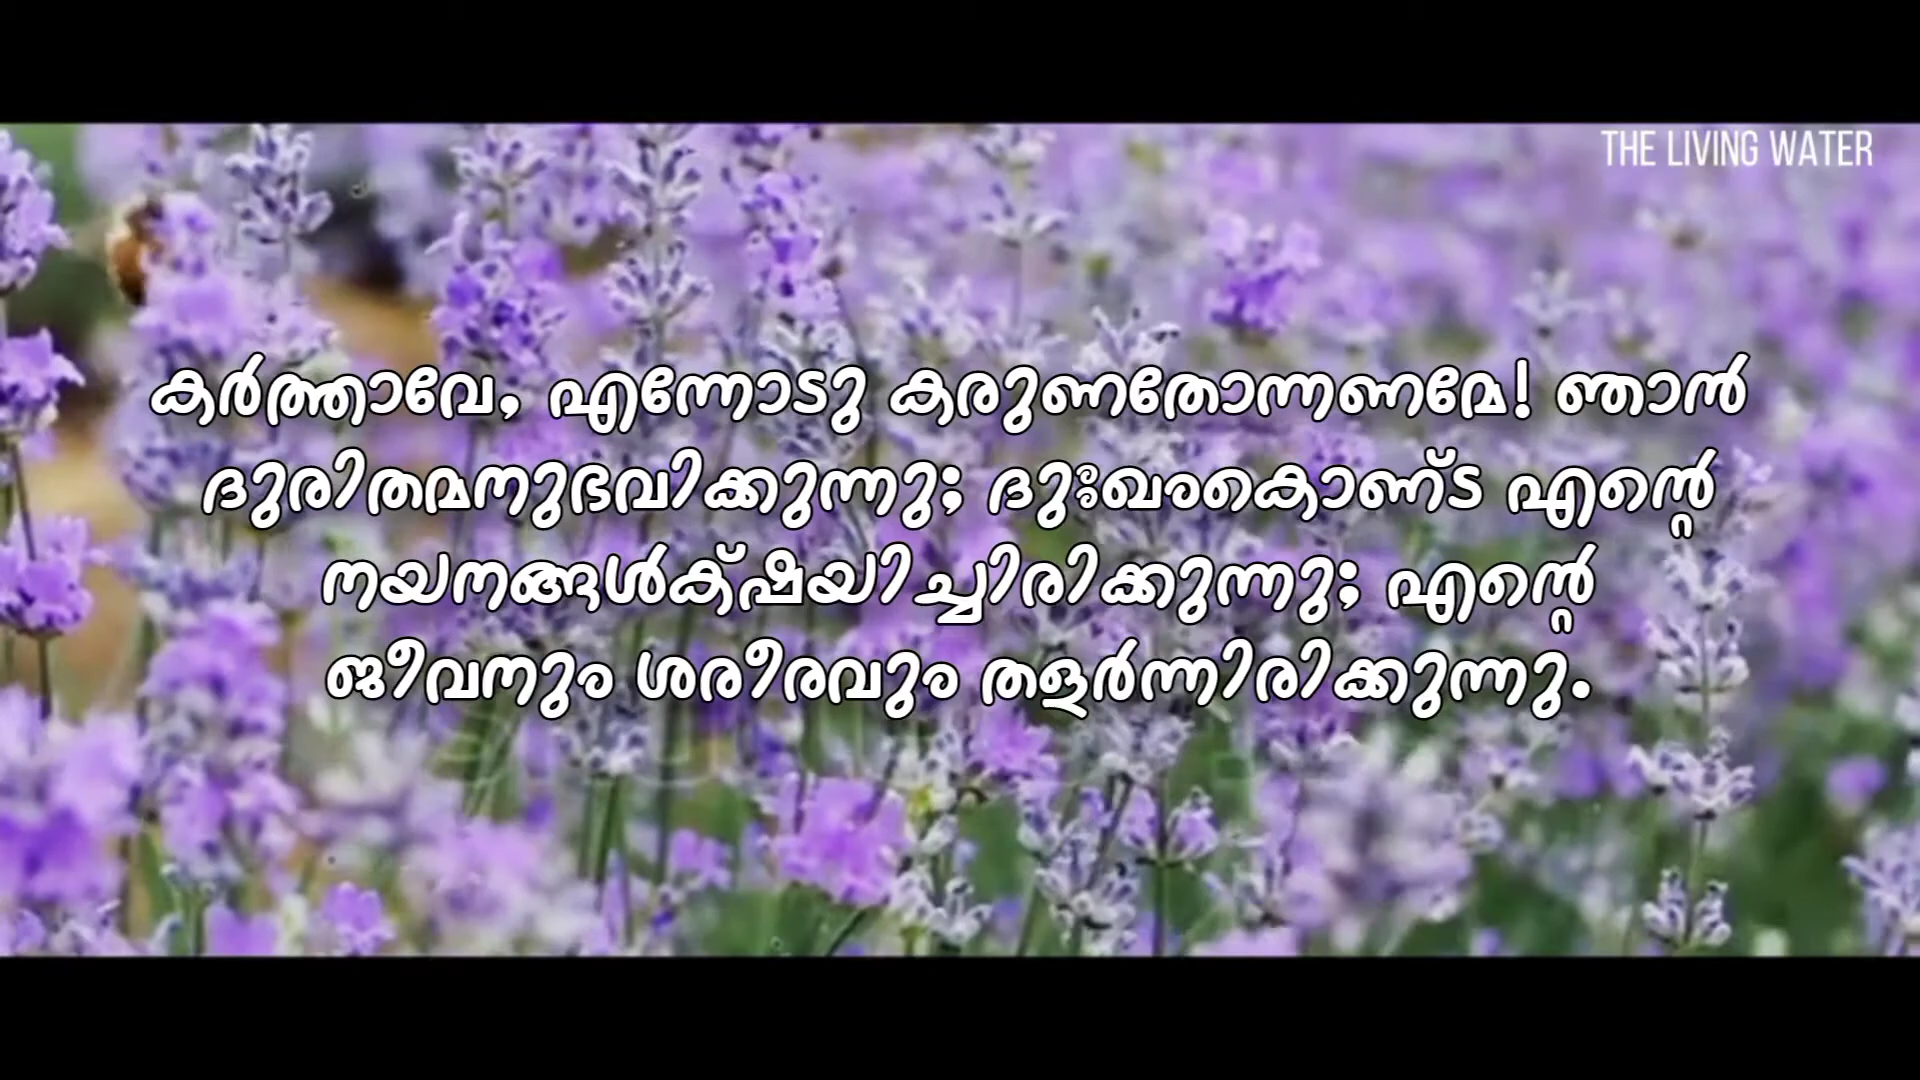 THE LIVING WATER
കർത്താവേ, എന്നോടു കരുണതോന്നണമേ! ഞാൻ
ദുരിതമനുഭവിക്കുന്നു; ദുഃഖംകൊണ്ട എന്റെ
നയനങ്ങൾക്‌ഷയിച്ചിരിക്കുന്നു; എന്റെ
ജീവനും ശരീരവും തളർന്നിരിക്കുന്നു.